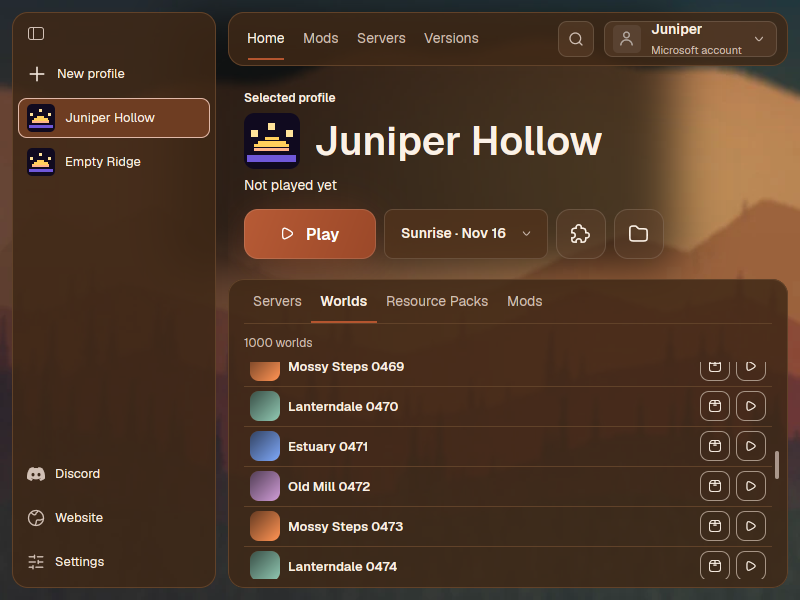 New profile
Juniper Hollow
Empty Ridge
Discord
Website
Settings
Home Mods Servers Versions
Juniper
Microsoft account
Selected profile
Juniper Hollow
Not played yet
Play
Sunrise · Nov 16
Servers Worlds Resource Packs Mods
1000 worlds
Mossy Steps 0469
Lanterndale 0470
Estuary 0471
Old Mill 0472
Mossy Steps 0473
Lanterndale 0474